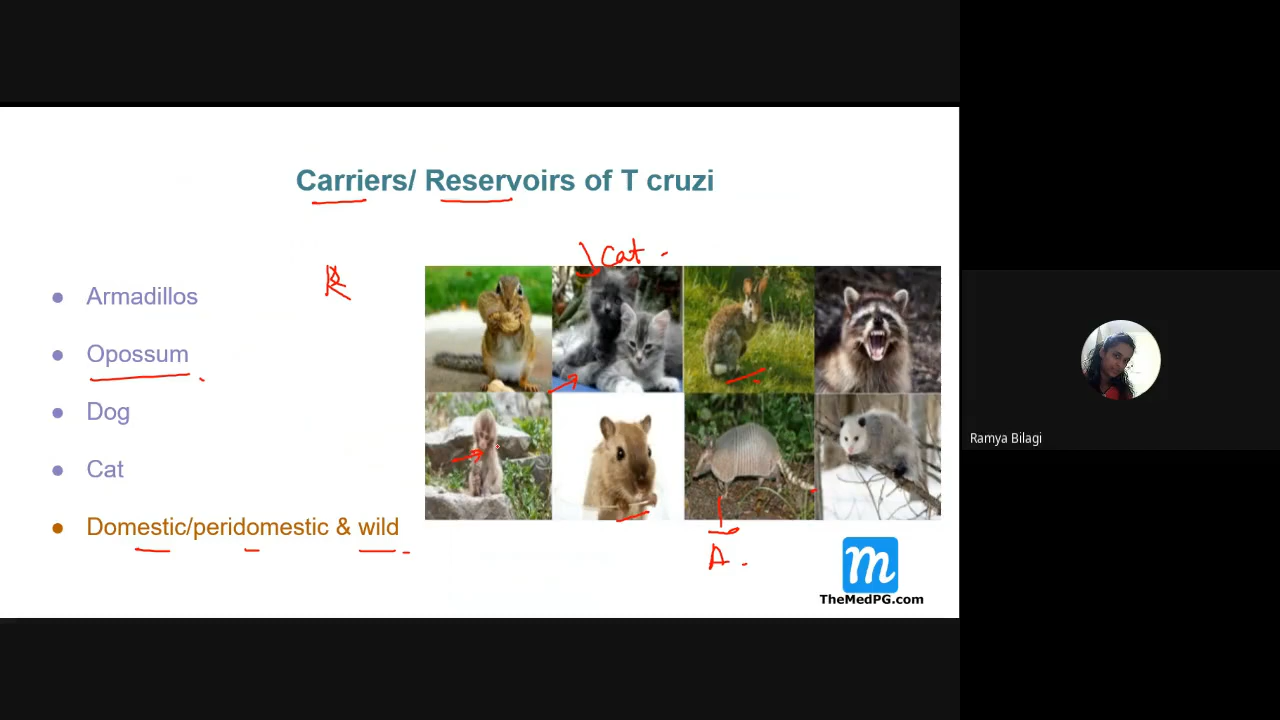 Carriers/ Reservoirs of T cruzi
Cat
R
Armadillos
Opossum
Dog
Cat
Domestic/peridomestic & wild
A.
m
TheMedPG.com
Ramya Bilagi